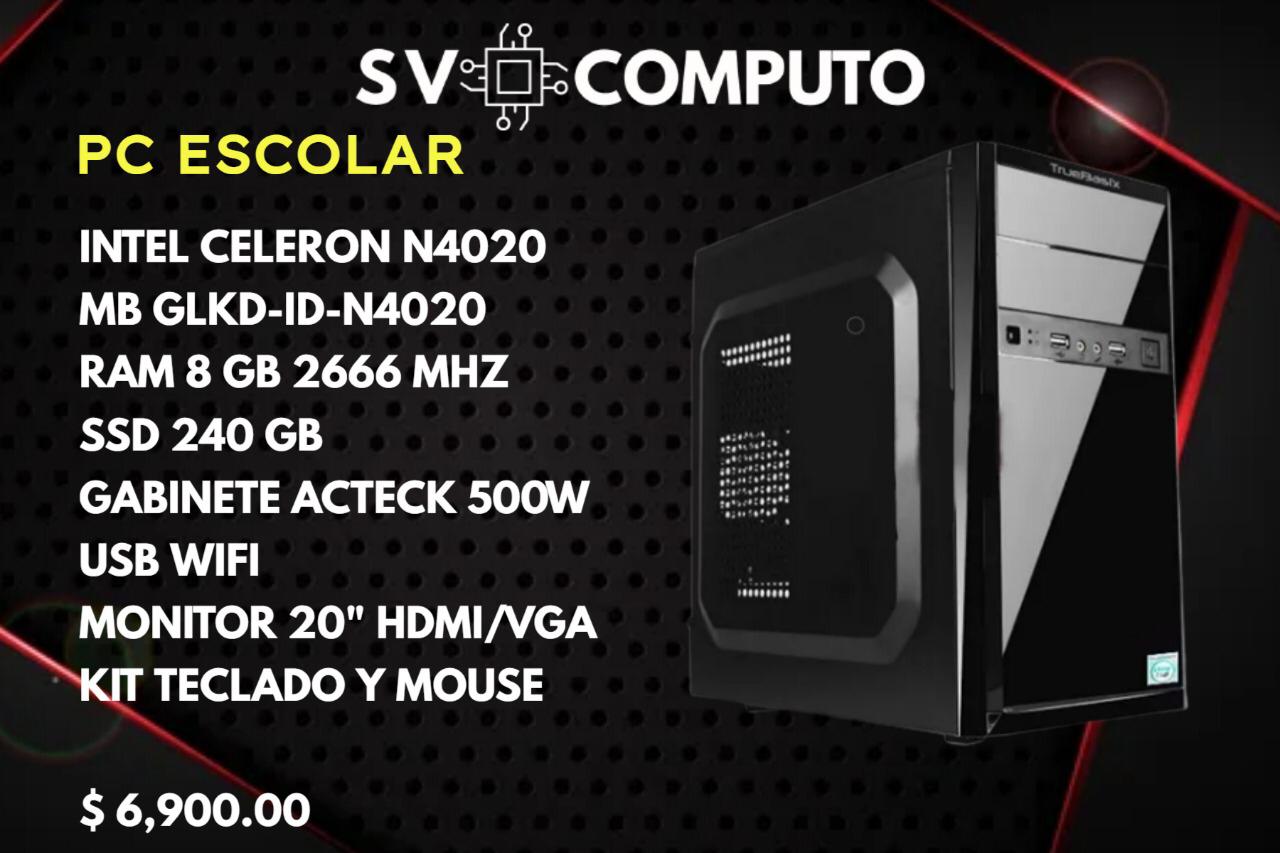 SV COMPUTO
PC ESCOLAR
INTEL CELERON N4020
MB GLKD-ID-N4020
RAM 8 GB 2666 MHZ
SSD 240 GB
GABINETE ACTECK 500W
USB WIFI
MONITOR 20" HDMI/VGA
KIT TECLADO Y MOUSE
$ 6,900.00
TrueBasix